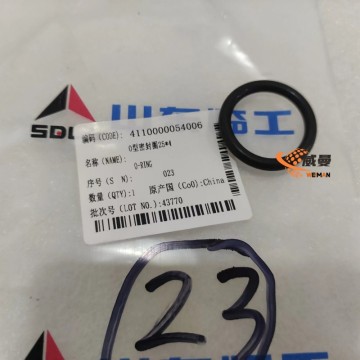 编码(CODE): 4110000054006
O型密封圈25*4
名称(NAME):
O-RING
序号(S N): 023
数量(QTY):1 原产国(CoO):China
批次号(LOT NO.):43770
威曼
WEMAN
23